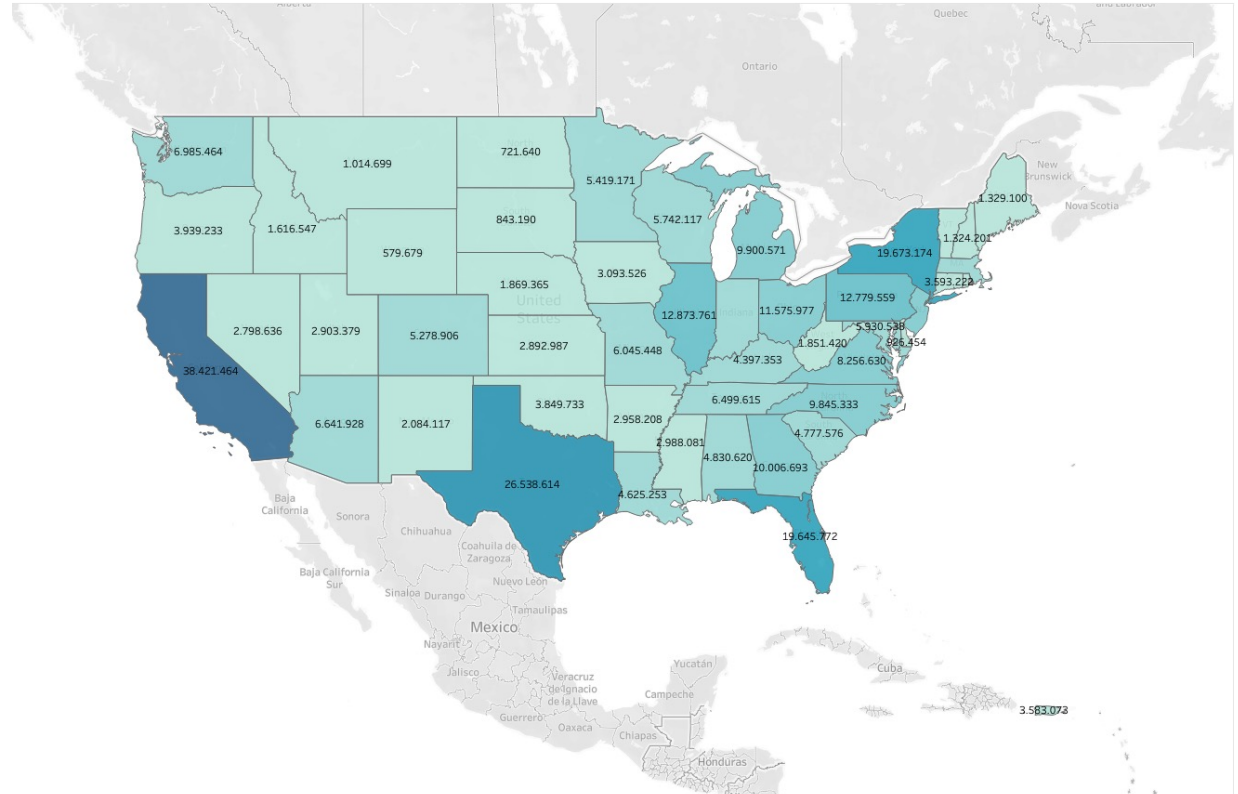 Alberta
and Labrador
Quebec
Ontario
New
Brunswick
Nova Scotia
6.985.464
1.014.699
721.640
5.419.171
3.939.233
1.616.547
843.190
5.742.117
9.900.571
1.329.100
1.324.201
19.673.174
579.679
3.093.526
3.593.222
1.869.365
United
States
12.873.761
Indiana
11.575.977
12.779.559
2.798.636
2.903.379
5.278.906
2.892.987
6.045.448
5.930.538
926.454
1.851.420
4.397.353
8.256.630
38.421.464
6.499.615
9.845.333
6.641.928
2.084.117
3.849.733
2.958.208
4.777.576
2.988.081
4.830.620
10.006.693
26.538.614
4.625.253
19.645.772
Baja
California
Sonora
Chihuahua
Coahuila de
Zaragoza
Baja California
Sur
Nuevo León
Sinaloa
Durango
Tamaulipas
Mexico
Nayarit
Jalisco
Yucatán
Cuba
Veracruz
de Ignacio
de la Llave
Campeche
3.583.073
Guerrero
Oaxaca
Chiapas
Honduras